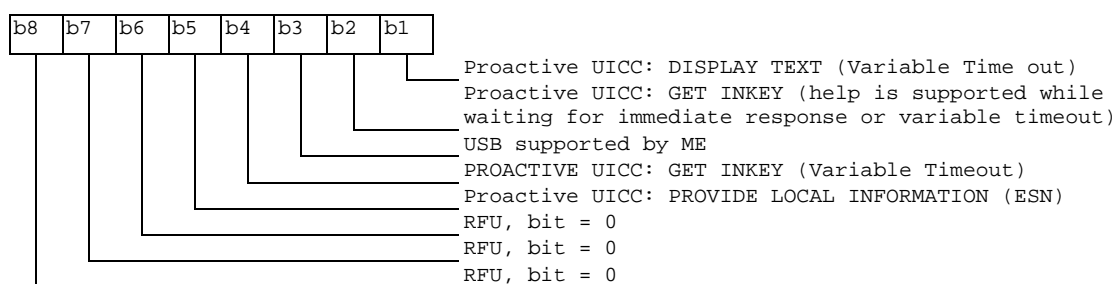 b8 b7 b6 b5 b4 b3 b2 b1
Proactive UICC: DISPLAY TEXT (Variable Time out)
Proactive UICC: GET INKEY (help is supported while
waiting for immediate response or variable timeout)
USB supported by ME
PROACTIVE UICC: GET INKEY (Variable Timeout)
Proactive UICC: PROVIDE LOCAL INFORMATION (ESN)
RFU, bit = 0
RFU, bit = 0
RFU, bit = 0